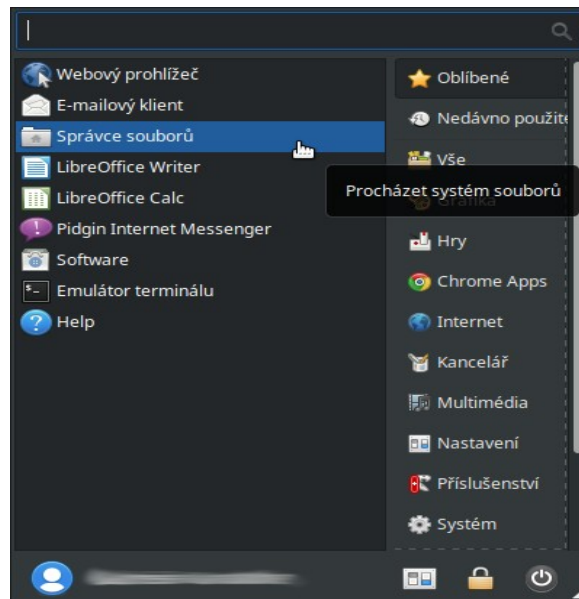 Webový prohlížeč
E-mailový klient
Správce souborů
LibreOffice Writer
LibreOffice Calc
Pidgin Internet Messenger
Software
Emulátor terminálu
Help
Oblíbené
Nedávno použité
Vše
Procházet systém souborů
Grafika
Hry
Chrome Apps
Internet
Kancelář
Multimédia
Nastavení
Příslušenství
Systém